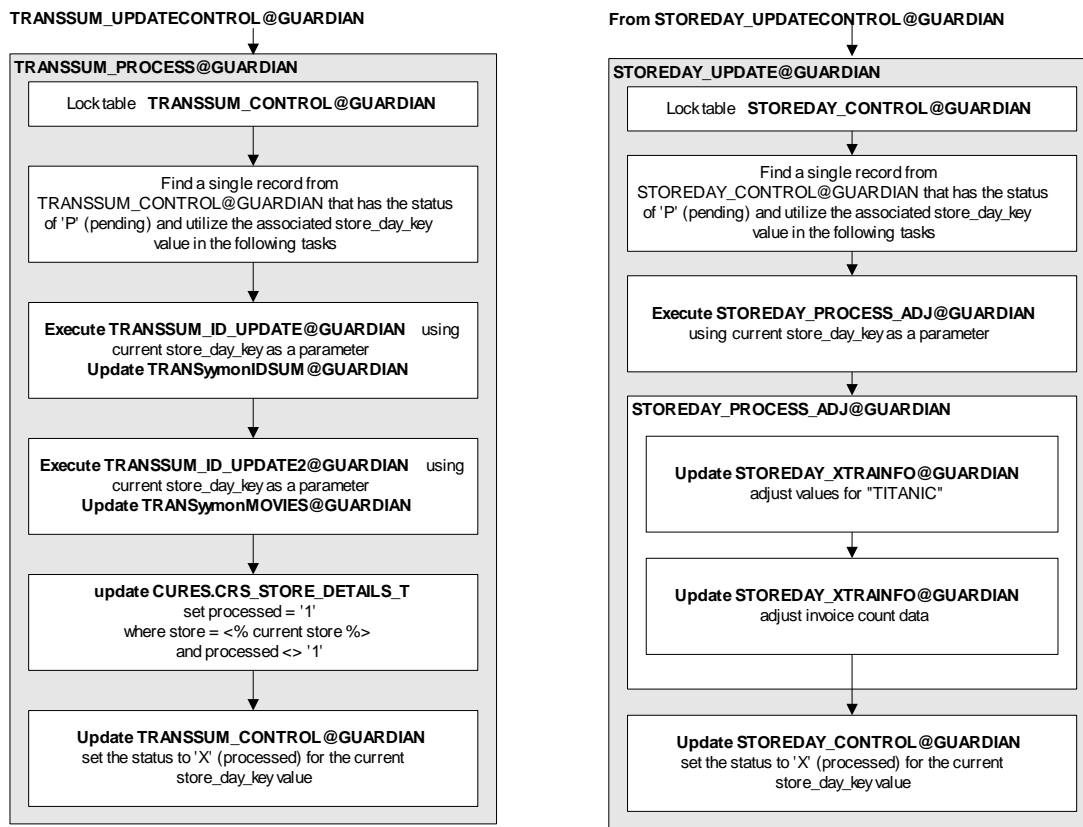 TRANSSUM_UPDATECONTROL@GUARDIAN
TRANSSUM_PROCESS@GUARDIAN
Lock table TRANSSUM_CONTROL@GUARDIAN
Find a single record from
TRANSSUM_CONTROL@GUARDIAN that has the status
of 'P' (pending) and utilize the associated store_day_key
value in the following tasks
Execute TRANSSUM_ID_UPDATE@GUARDIAN using
current store_day_key as a parameter
Update TRANSyymonIDSUM@GUARDIAN
Execute TRANSSUM_ID_UPDATE2@GUARDIAN using
current store_day_key as a parameter
Update TRANSyymonMOVIES@GUARDIAN
update CURES.CRS_STORE_DETAILS_T
set processed = '1'
where store = <% current store %>
and processed <> '1'
Update TRANSSUM_CONTROL@GUARDIAN
set the status to 'X' (processed) for the current
store_day_key value
From STOREDAY_UPDATECONTROL@GUARDIAN
STOREDAY_UPDATE@GUARDIAN
Lock table STOREDAY_CONTROL@GUARDIAN
Find a single record from
STOREDAY_CONTROL@GUARDIAN that has the status
of 'P' (pending) and utilize the associated store_day_key
value in the following tasks
Execute STOREDAY_PROCESS_ADJ@GUARDIAN
using current store_day_key as a parameter
STOREDAY_PROCESS_ADJ@GUARDIAN
Update STOREDAY_XTRAINFO@GUARDIAN
adjust values for "TITANIC"
Update STOREDAY_XTRAINFO@GUARDIAN
adjust invoice count data
Update STOREDAY_CONTROL@GUARDIAN
set the status to 'X' (processed) for the current
store_day_key value